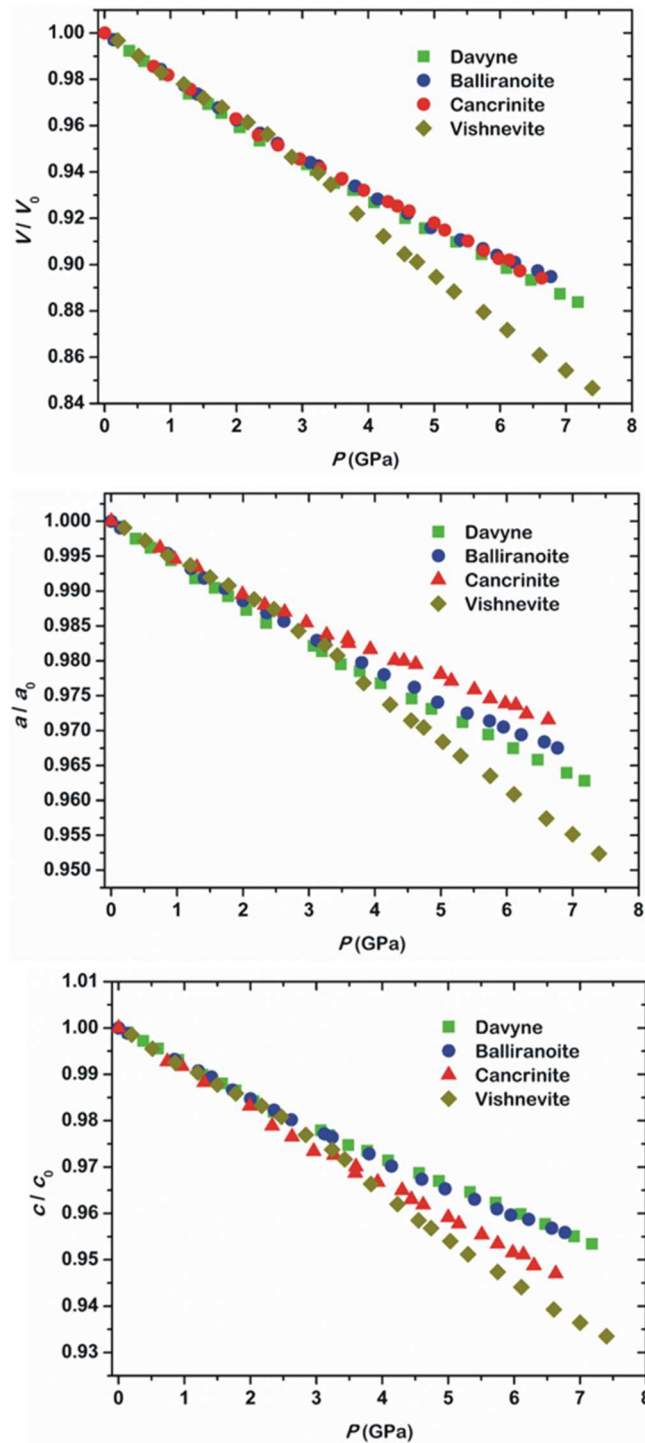 1.00
0.98
0.96
0.94
0.92
0.90
0.88
0.86
0.84
V / V0
Davyne
Balliranoite
Cancrinite
Vishnevite
0 1 2 3 4 5 6 7 8
P (GPa)
1.000
0.995
0.990
0.985
0.980
0.975
0.970
0.965
0.960
0.955
0.950
a / a0
Davyne
Balliranoite
Cancrinite
Vishnevite
0 1 2 3 4 5 6 7 8
P (GPa)
1.01
1.00
0.99
0.98
0.97
0.96
0.95
0.94
0.93
c / c0
Davyne
Balliranoite
Cancrinite
Vishnevite
0 1 2 3 4 5 6 7 8
P (GPa)